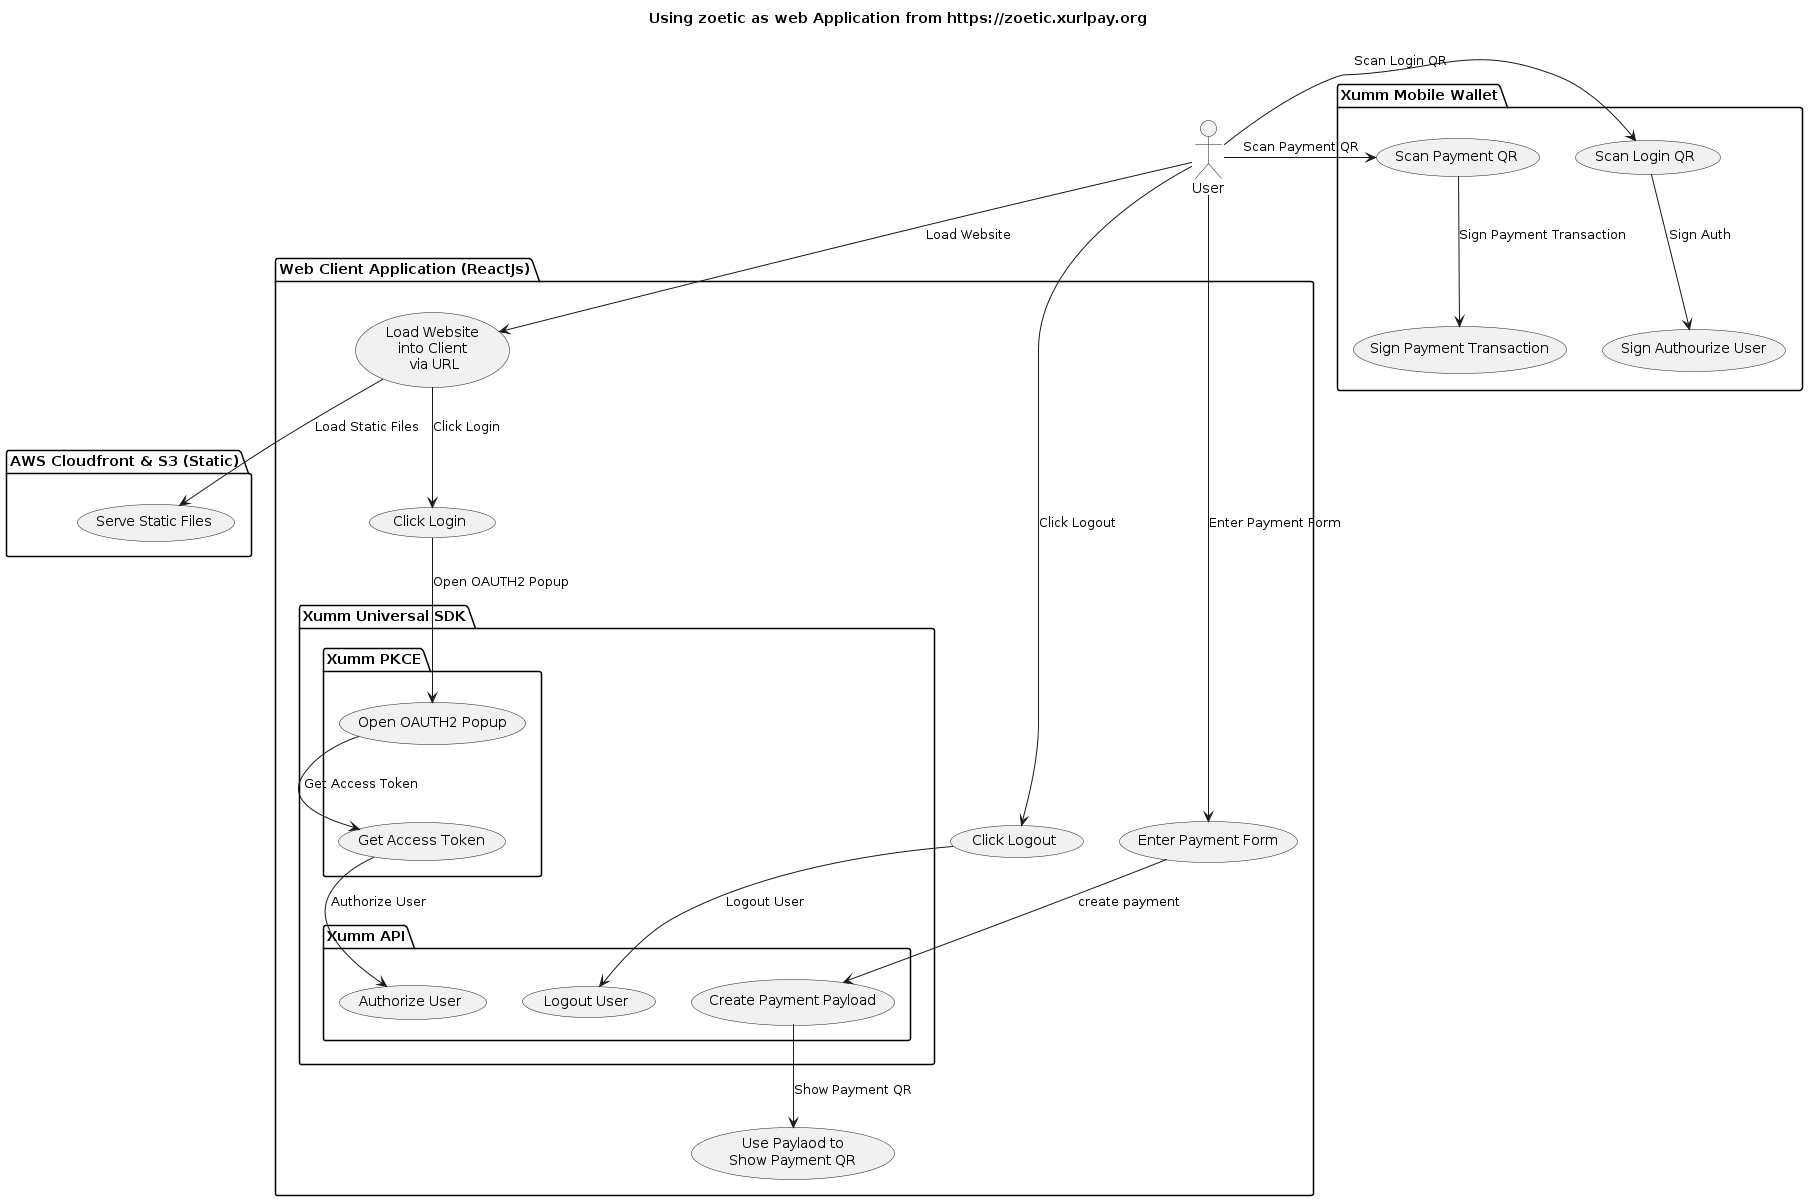 Using zoetic as web Application from https://zoetic.xurlpay.org
Scan Login QR
Xumm Mobile Wallet
Scan Payment QR
Scan Payment QR
Scan Login QR
User
Load Website
Sign Payment Transaction
Sign Auth
Web Client Application (ReactJs)
Load Website
into Client
via URL
Sign Payment Transaction
Sign Authourize User
Load Static Files
Click Login
AWS Cloudfront & S3 (Static)
Serve Static Files
Click Login
Click Logout
Enter Payment Form
Open OAUTH2 Popup
Xumm Universal SDK
Xumm PKCE
Open OAUTH2 Popup
Get Access Token
Get Access Token
Click Logout
Enter Payment Form
Authorize User
Logout User
create payment
Xumm API
Authorize User
Logout User
Create Payment Payload
Show Payment QR
Use Paylaod to
Show Payment QR